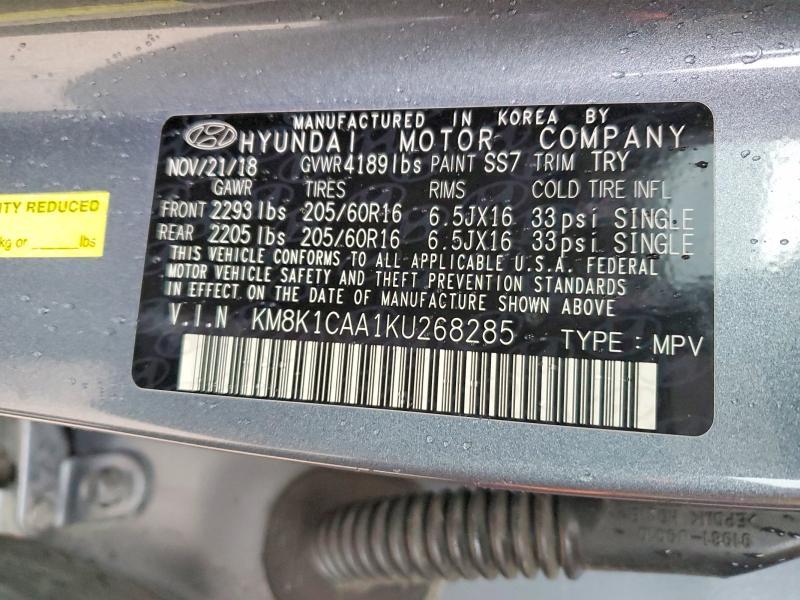 MANUFACTURED IN KOREA BY
HYUNDAI MOTOR COMPANY
NOV/21/18 GVWR 4189lbs PAINT SS7 TRIM TRY
GAWR TIRES RIMS COLD TIRE INFL
FRONT 2293lbs 205/60R16 6.5JX16 33psi SINGLE
REAR 2205lbs 205/60R16 6.5JX16 33psi SINGLE
THIS VEHICLE CONFORMS TO ALL APPLICABLE U.S.A. FEDERAL
MOTOR VEHICLE SAFETY AND THEFT PREVENTION STANDARDS
IN EFFECT ON THE DATE OF MANUFACTURE SHOWN ABOVE
V.I.N KM8K1CAA1KU268285 TYPE: MPV
REDUCED
kg or ______ lbs